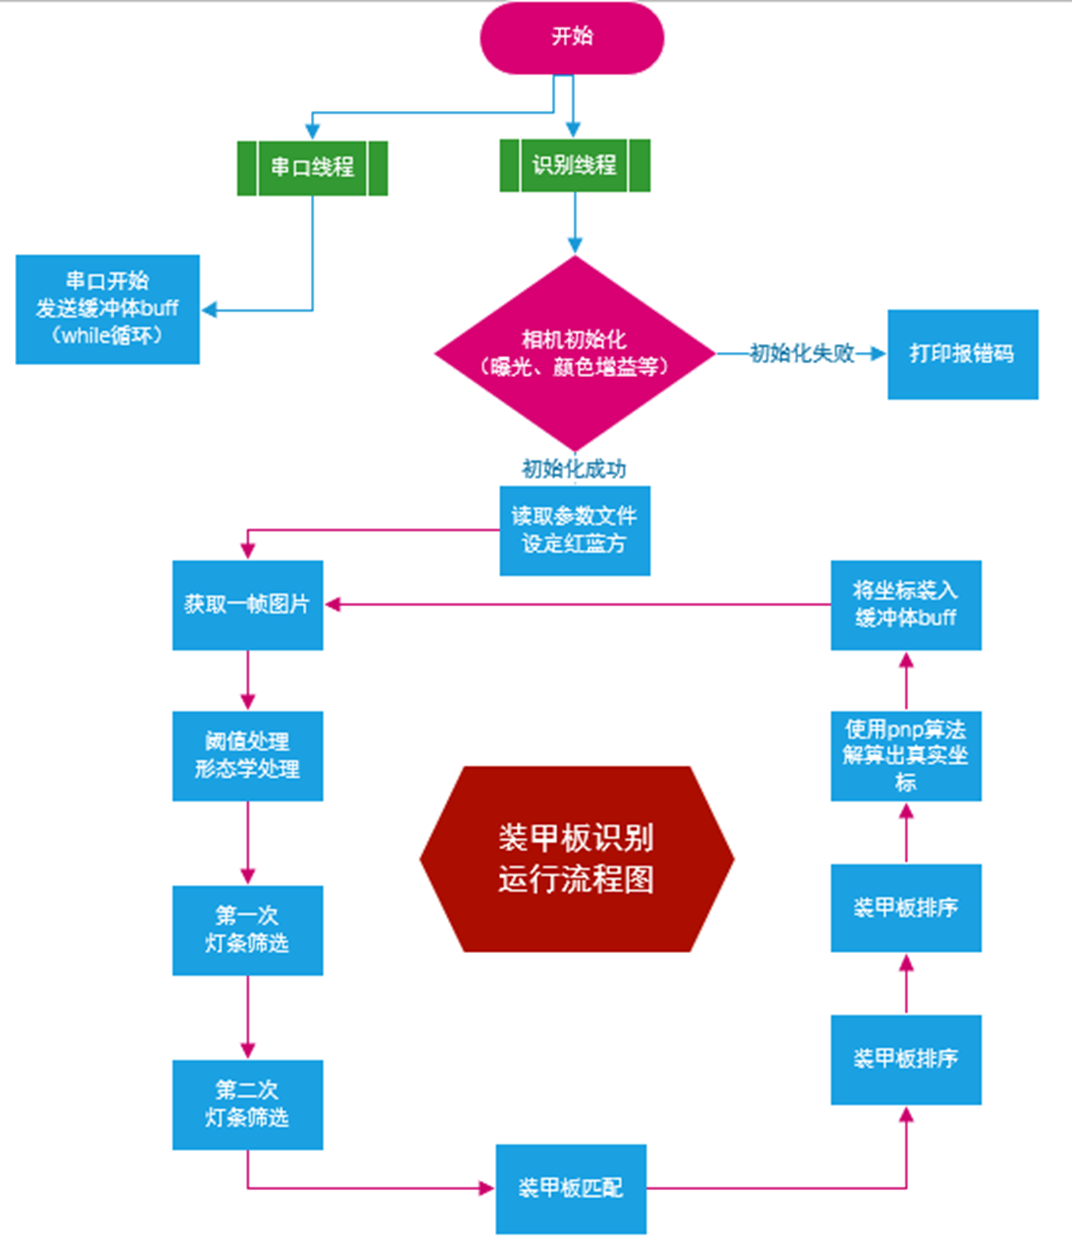 开始
串口线程
识别线程
串口开始
发送缓冲体buff
（while循环）
相机初始化
（曝光、颜色增益等）
初始化失败
打印报错码
初始化成功
读取参数文件
设定红蓝方
获取一帧图片
阈值处理
形态学处理
第一次
灯条筛选
第二次
灯条筛选
装甲板匹配
装甲板排序
装甲板排序
使用pnp算法
解算出真实坐
标
将坐标装入
缓冲体buff
装甲板识别
运行流程图